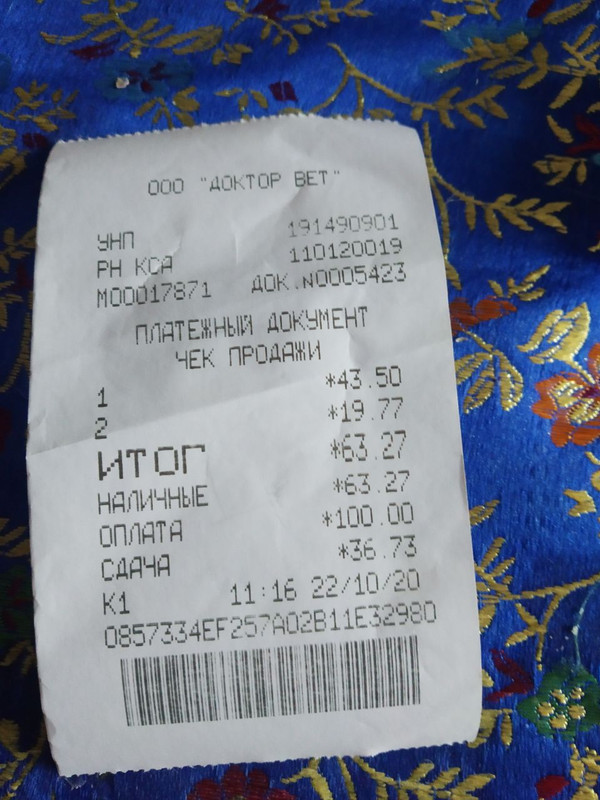 ООО "ДОКТОР ВЕТ"
УНП 191490901
РН КСА 110120019
М00017871 ДОК.N0005423
ПЛАТЕЖНЫЙ ДОКУМЕНТ
ЧЕК ПРОДАЖИ
1 *43.50
2 *19.77
ИТОГ *63.27
НАЛИЧНЫЕ *63.27
ОПЛАТА *100.00
СДАЧА *36.73
К1 11:16 22/10/20
0857334EF257A02B11E32980